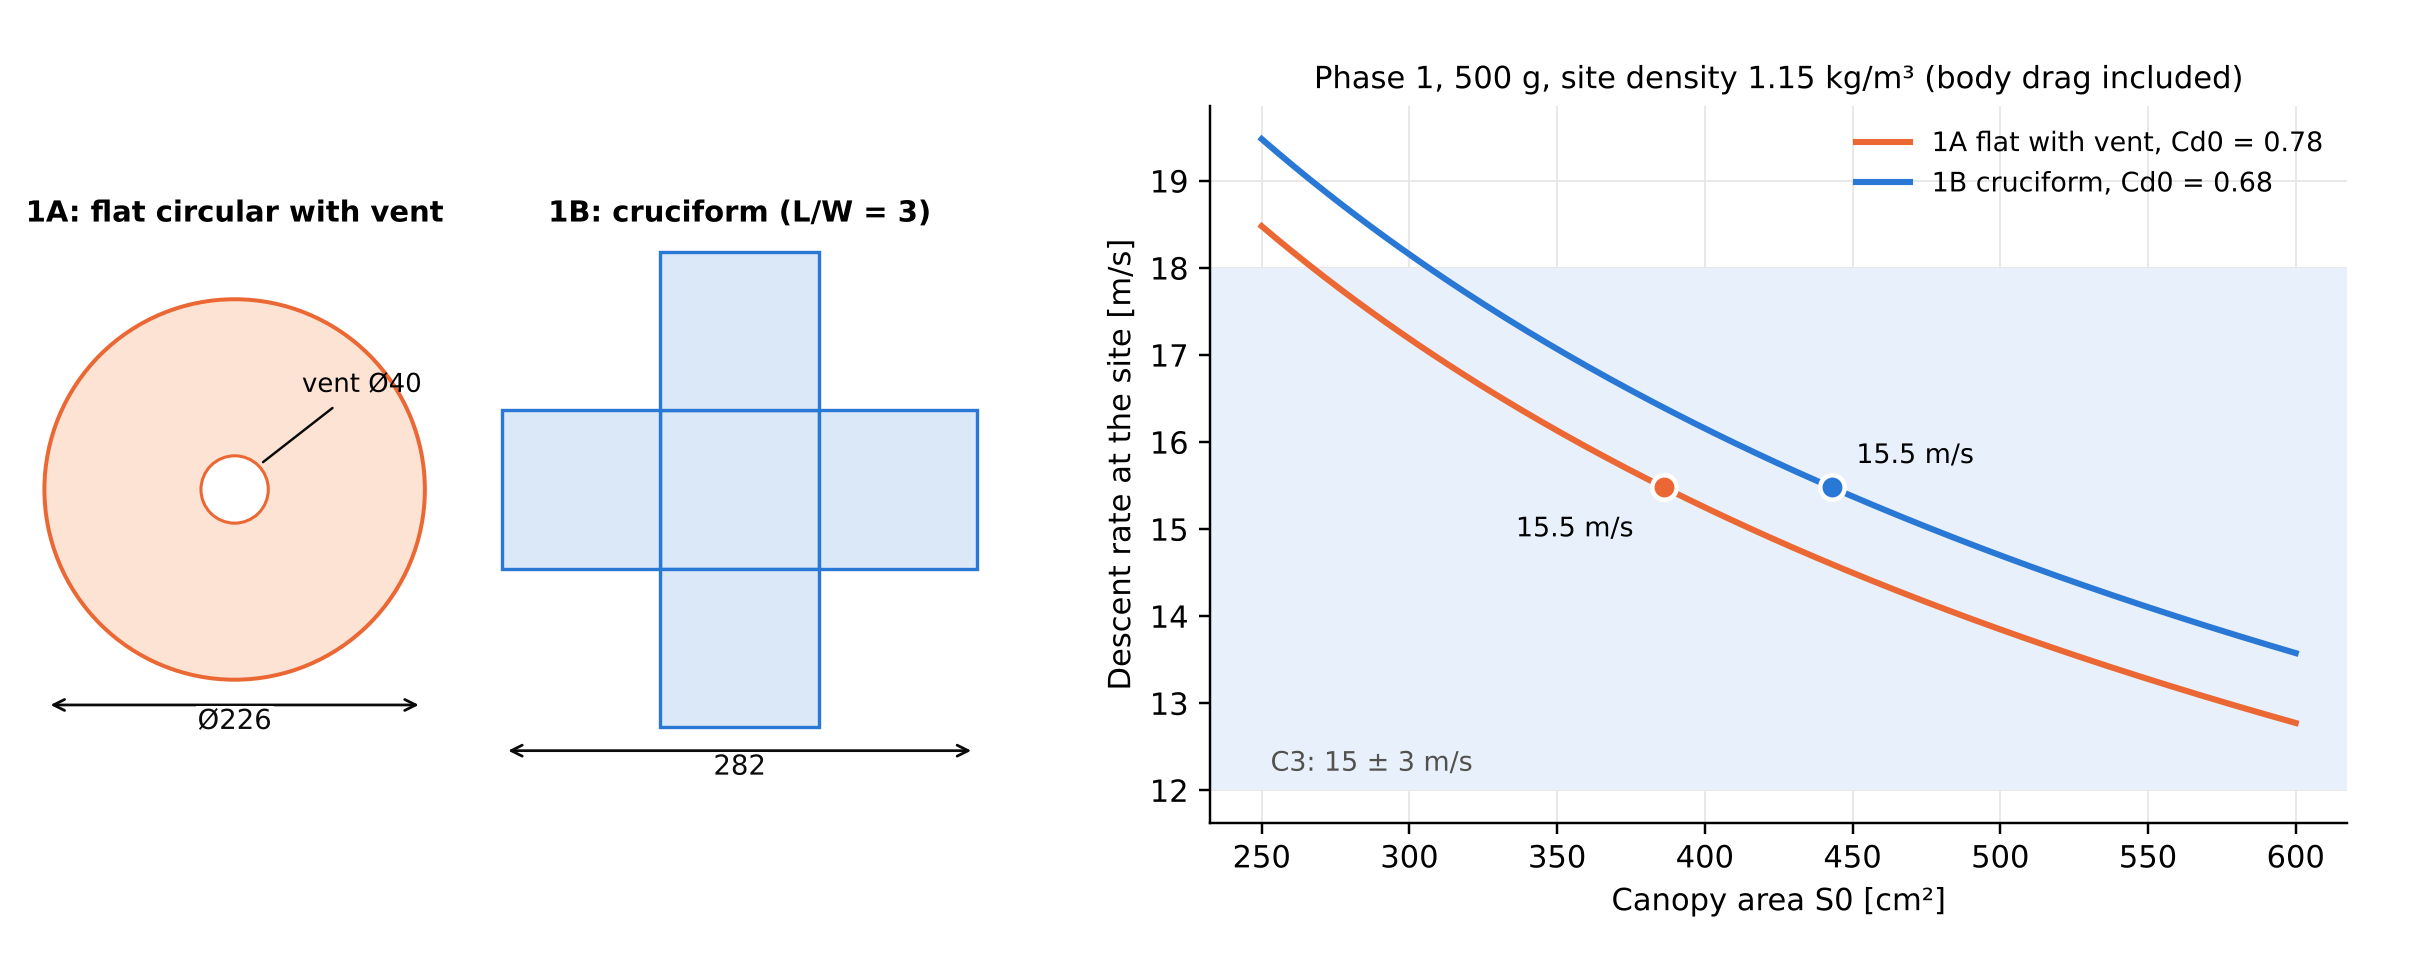 1A: flat circular with vent
vent Ø40
Ø226
1B: cruciform (L/W = 3)
282
Phase 1, 500 g, site density 1.15 kg/m³ (body drag included)
1A flat with vent, Cd0 = 0.78
1B cruciform, Cd0 = 0.68
Descent rate at the site [m/s]
19
18
17
16
15
14
13
12
15.5 m/s
15.5 m/s
C3: 15 ± 3 m/s
250 300 350 400 450 500 550 600
Canopy area S0 [cm²]